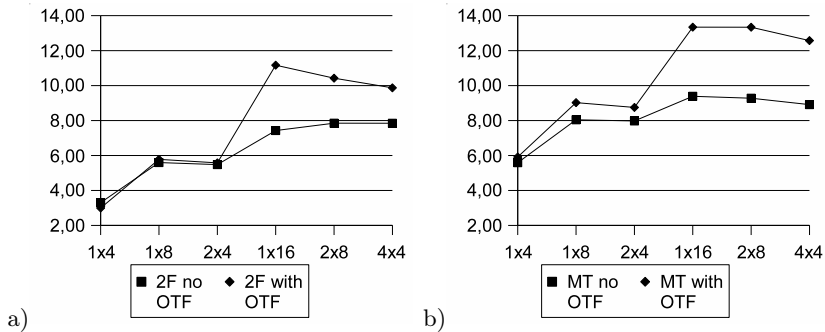 14,00
12,00
10,00
8,00
6,00
4,00
2,00
1x4 1x8 2x4 1x16 2x8 4x4
2F no OTF
2F with OTF
a)
14,00
12,00
10,00
8,00
6,00
4,00
2,00
1x4 1x8 2x4 1x16 2x8 4x4
MT no OTF
MT with OTF
b)